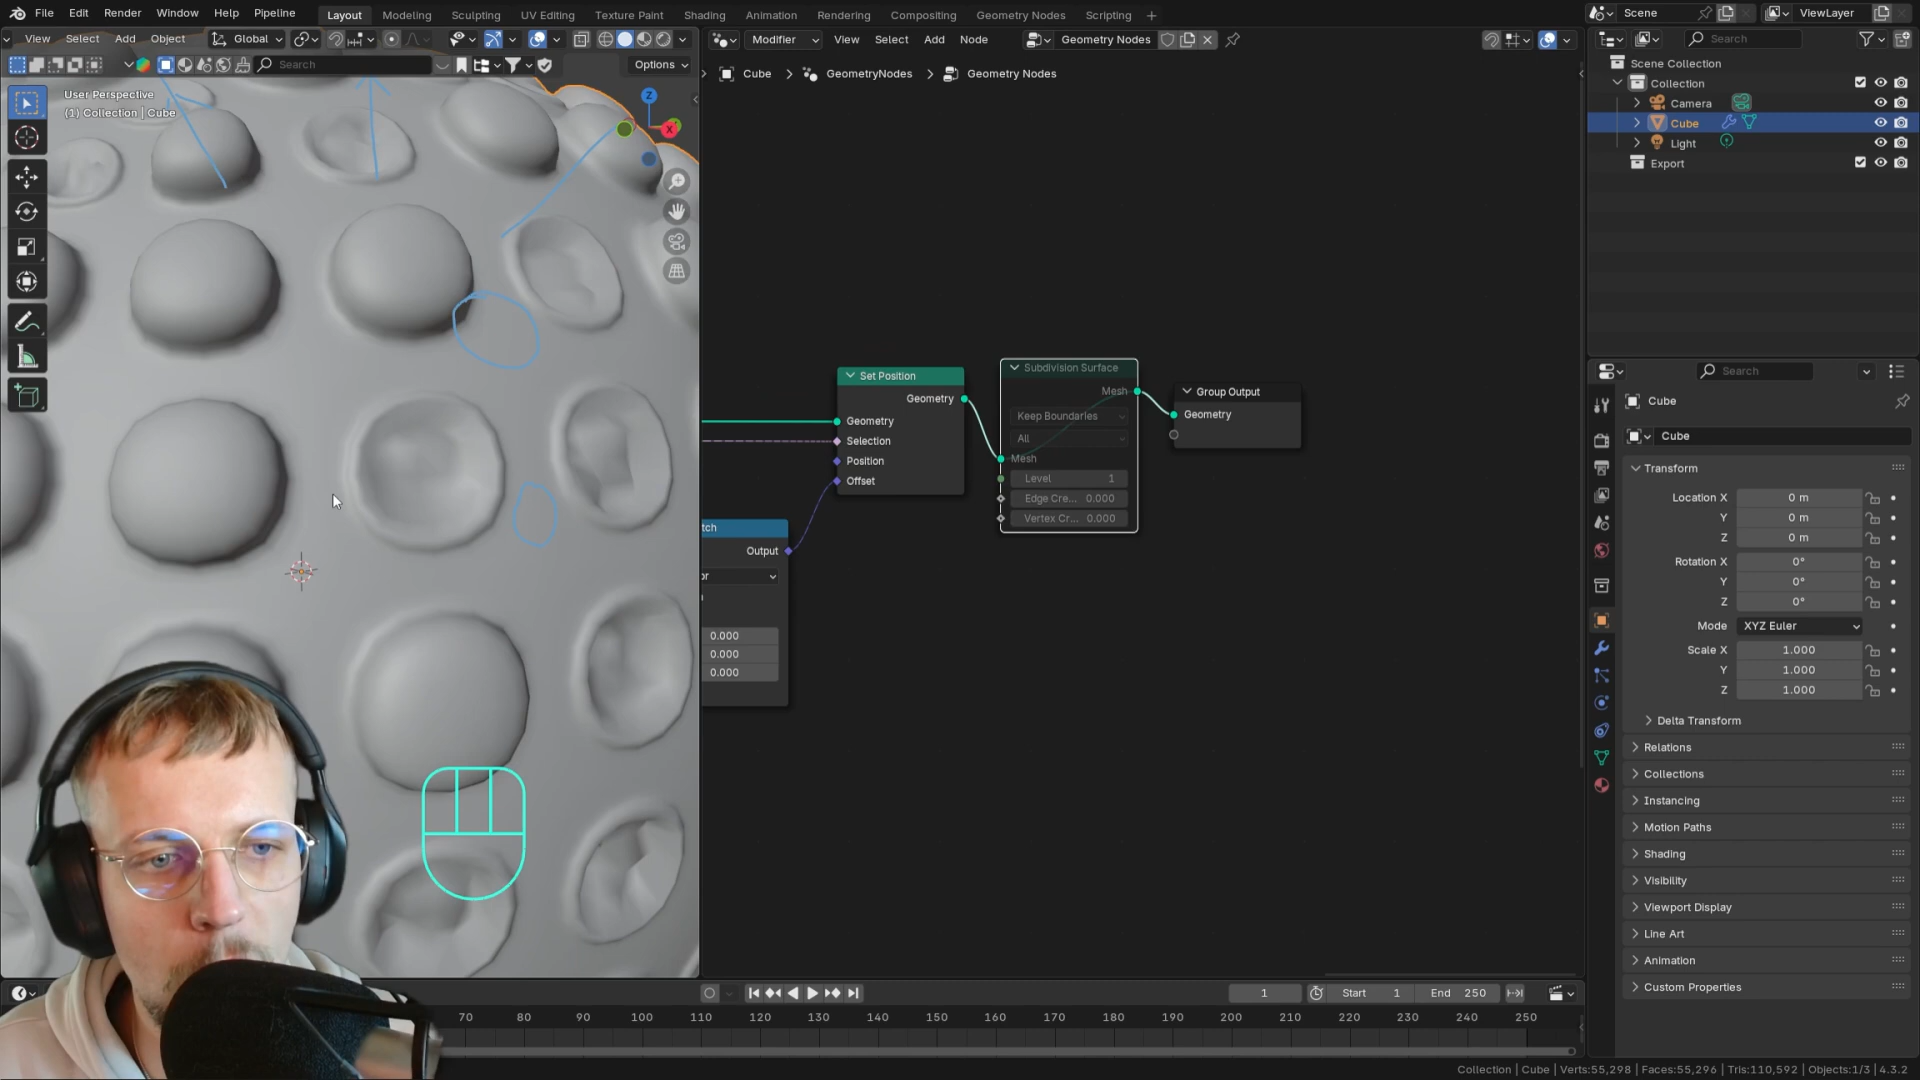 File Edit Render Window Help Pipeline Layout Modeling Sculpting UV Editing Texture Paint Shading Animation Rendering Compositing Geometry Nodes Scripting Scene ViewLayer
View Select Add Object Global Modifier View Select Add Node Geometry Nodes Search
Search Options
Cube GeometryNodes Geometry Nodes
User Perspective
(1) Collection | Cube
Z
X
Scene Collection
Collection
Camera
Cube
Light
Export
Set Position
Geometry
Geometry
Selection
Position
Offset
Subdivision Surface
Mesh
Keep Boundaries
All
Mesh
Level 1
Edge Cre... 0.000
Vertex Cr... 0.000
Group Output
Geometry
tch
Output
or
0.000
0.000
0.000
Search
Cube
Cube
Transform
Location X 0 m
Y 0 m
Z 0 m
Rotation X 0°
Y 0°
Z 0°
Mode XYZ Euler
Scale X 1.000
Y 1.000
Z 1.000
Delta Transform
Relations
Collections
Instancing
Motion Paths
Shading
Visibility
Viewport Display
Line Art
Animation
Custom Properties
1 Start 1 End 250
70 80 90 100 110 120 130 140 150 160 170 180 190 200 210 220 230 240 250
Collection | Cube | Verts:55,298 | Faces:55,296 | Tris:110,592 | Objects:1/3 | 4.3.2